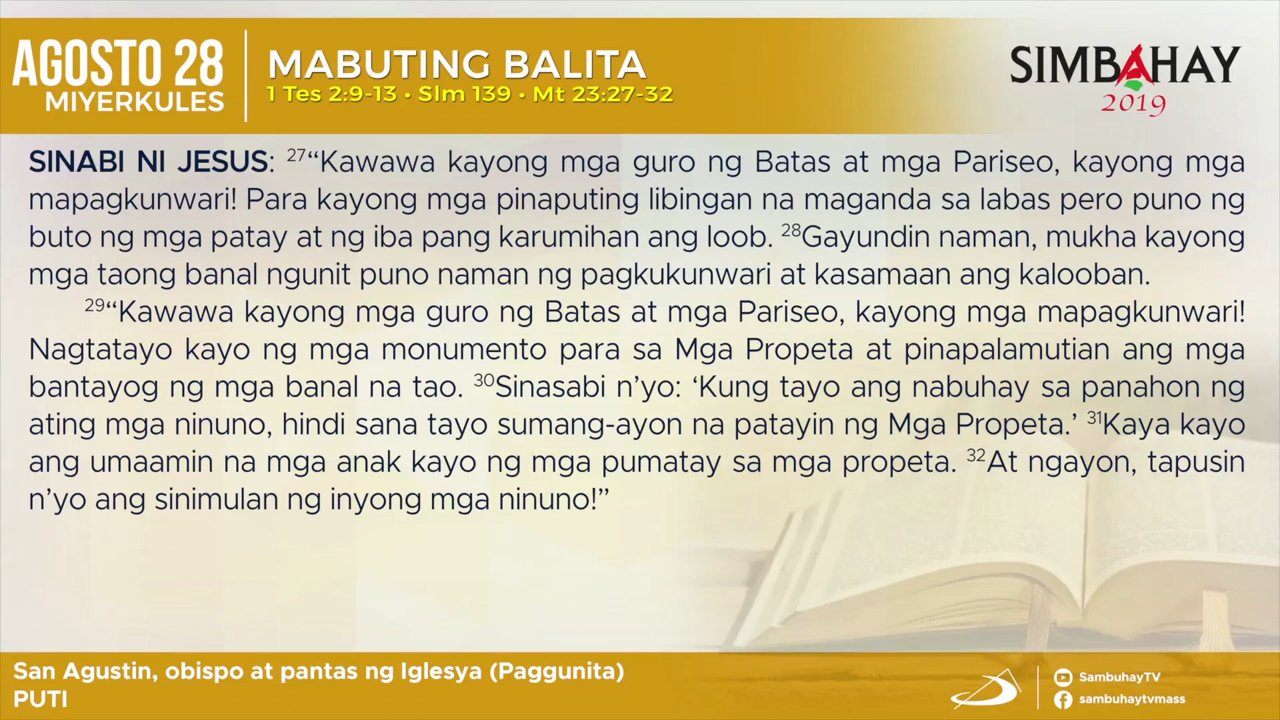 AGOSTO 28
MIYERKULES
MABUTING BALITA
1 Tes 2:9-13 • Slm 139 • Mt 23:27-32
SIMBAHAY
2019
SINABI NI JESUS: 27“Kawawa kayong mga guro ng Batas at mga Pariseo, kayong mga
mapagkunwari! Para kayong mga pinaputing libingan na maganda sa labas pero puno ng
buto ng mga patay at ng iba pang karumihan ang loob. 28Gayundin naman, mukha kayong
mga taong banal ngunit puno naman ng pagkukunwari at kasamaan ang kalooban.
29“Kawawa kayong mga guro ng Batas at mga Pariseo, kayong mga mapagkunwari!
Nagtatayo kayo ng mga monumento para sa Mga Propeta at pinapalamutian ang mga
bantayog ng mga banal na tao. 30Sinasabi n’yo: ‘Kung tayo ang nabuhay sa panahon ng
ating mga ninuno, hindi sana tayo sumang-ayon na patayin ng Mga Propeta.’ 31Kaya kayo
ang umaamin na mga anak kayo ng mga pumatay sa mga propeta. 32At ngayon, tapusin
n’yo ang sinimulan ng inyong mga ninuno!”
San Agustin, obispo at pantas ng Iglesya (Paggunita)
PUTI
SambuhayTV
sambuhaytvmass